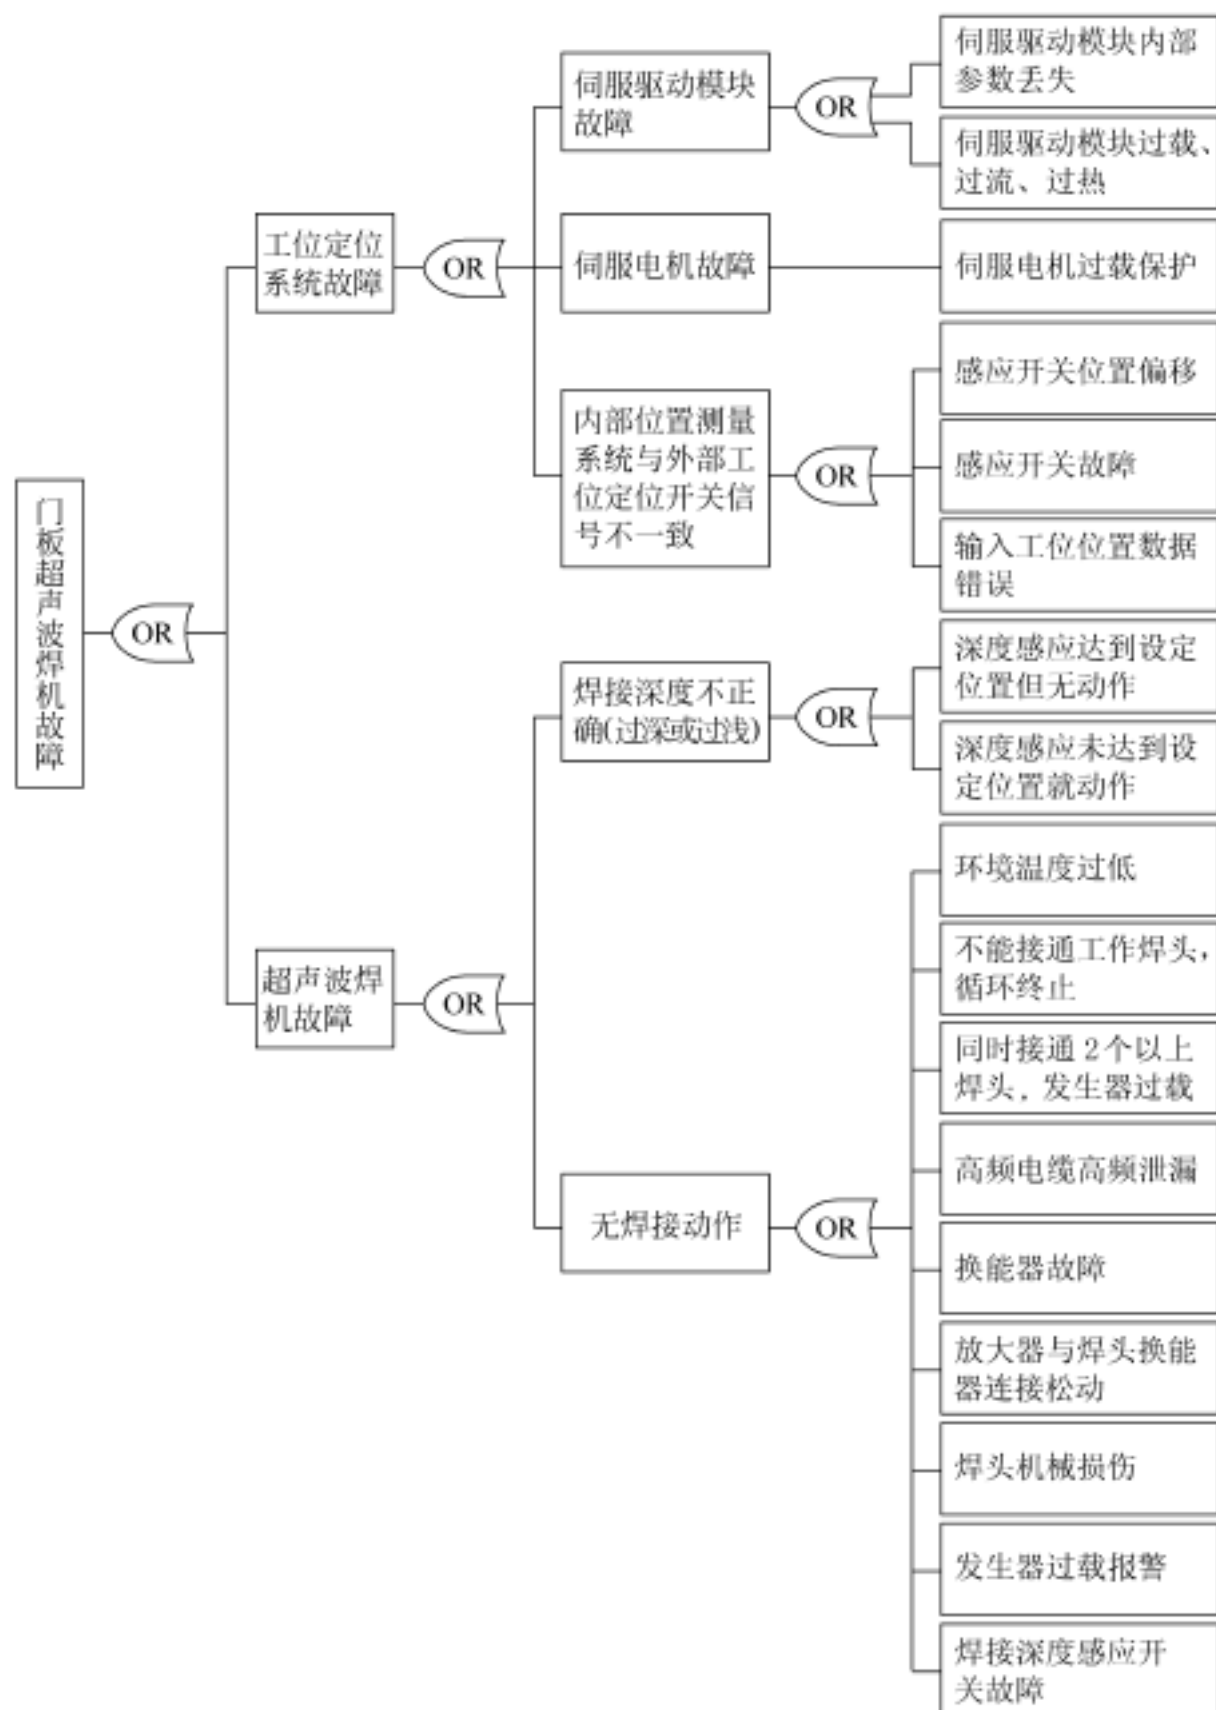 门板超声波焊机故障
OR
工位定位
系统故障
OR
伺服驱动模块
故障
OR
伺服驱动模块内部
参数丢失
伺服驱动模块过载、
过流、过热
伺服电机故障
伺服电机过载保护
内部位置测量
系统与外部工
位定位开关信
号不一致
OR
感应开关位置偏移
感应开关故障
输入工位位置数据
错误
超声波焊
机故障
OR
焊接深度不正
确(过深或过浅)
OR
深度感应达到设定
位置但无动作
深度感应未达到设
定位置就动作
无焊接动作
OR
环境温度过低
不能接通工作焊头，
循环终止
同时接通2个以上
焊头，发生器过载
高频电缆高频泄漏
换能器故障
放大器与焊头换能
器连接松动
焊头机械损伤
发生器过载报警
焊接深度感应开
关故障